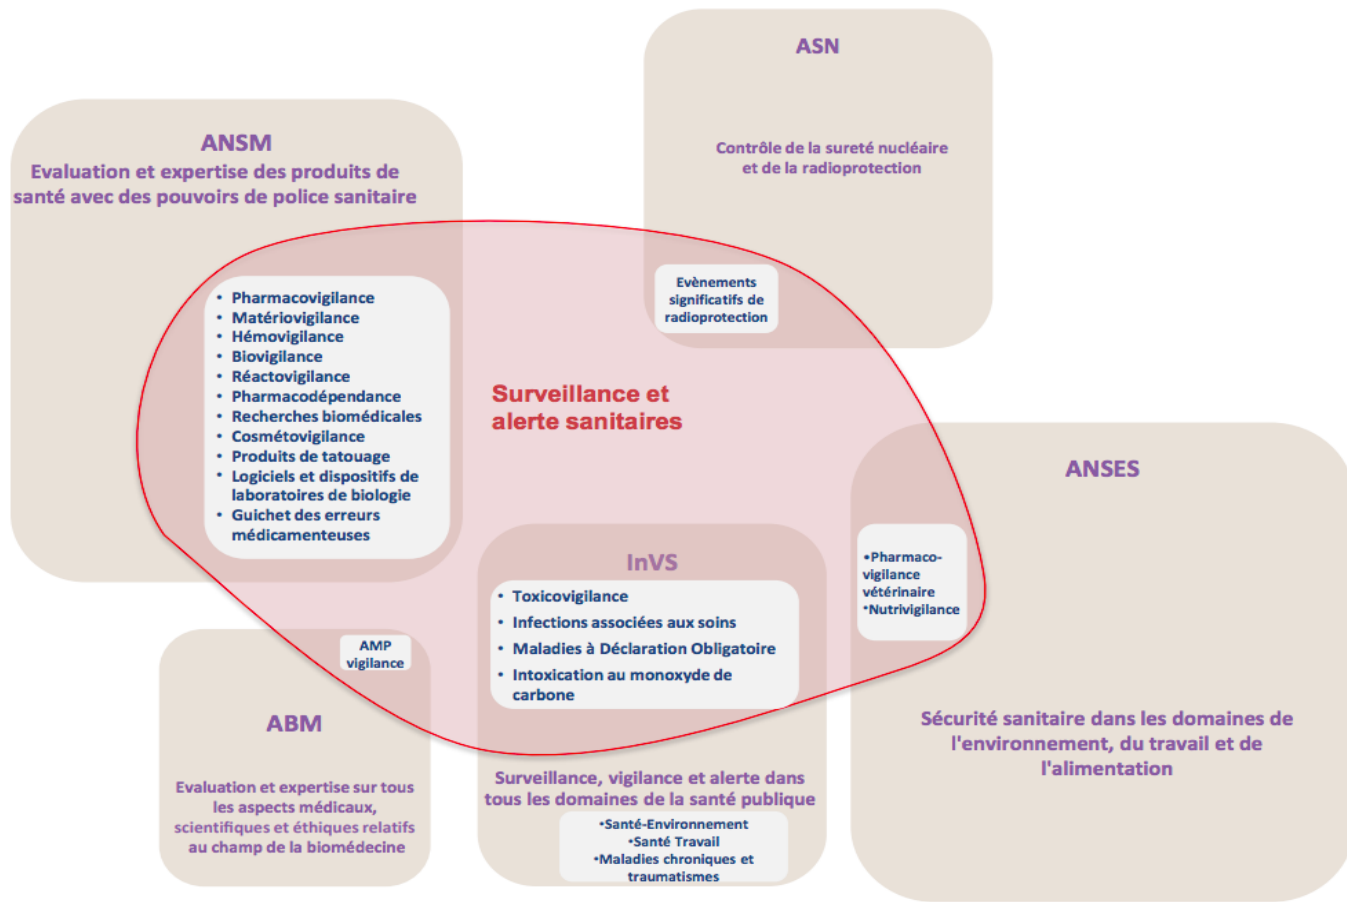 ASN
Contrôle de la sureté nucléaire
et de la radioprotection
ANSM
Evaluation et expertise des produits de
santé avec des pouvoirs de police sanitaire
Evènements
significatifs de
radioprotection
• Pharmacovigilance
• Matériovigilance
• Hémovigilance
• Biovigilance
• Réactovigilance
• Pharmacodépendance
• Recherches biomédicales
• Cosmétovigilance
• Produits de tatouage
• Logiciels et dispositifs de
laboratoires de biologie
• Guichet des erreurs
médicamenteuses
Surveillance et
alerte sanitaires
ANSES
•Pharmaco-
vigilance
vétérinaire
•Nutrivigilance
Sécurité sanitaire dans les domaines de
l'environnement, du travail et de
l'alimentation
InVS
• Toxicovigilance
• Infections associées aux soins
• Maladies à Déclaration Obligatoire
• Intoxication au monoxyde de
carbone
Surveillance, vigilance et alerte dans
tous les domaines de la santé publique
•Santé-Environnement
•Santé Travail
•Maladies chroniques et
traumatismes
AMP
vigilance
ABM
Evaluation et expertise sur tous
les aspects médicaux,
scientifiques et éthiques relatifs
au champ de la biomédecine